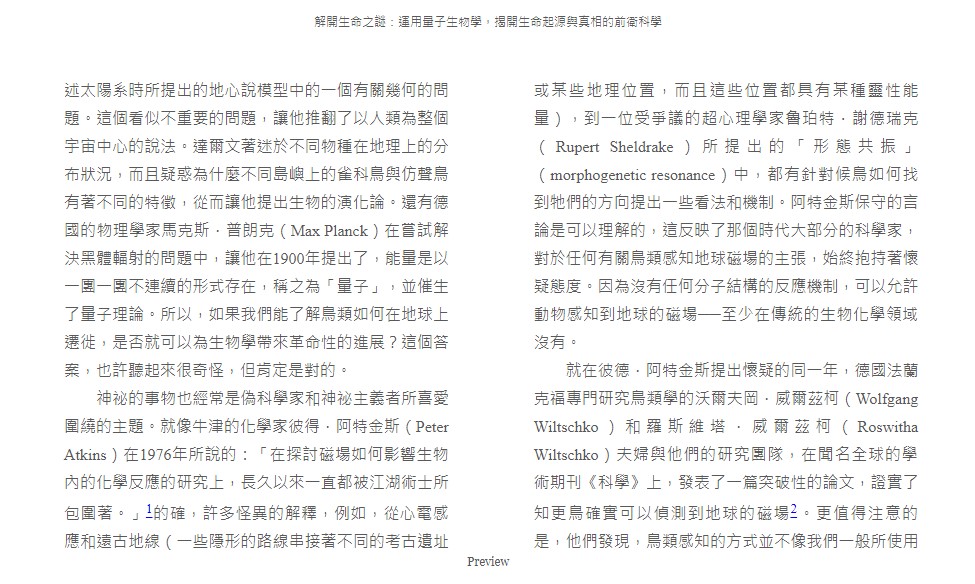 解開生命之謎：運用量子生物學，揭開生命起源與真相的前衛科學
述太陽系時所提出的地心說模型中的一個有關幾何的問
題。這個看似不重要的問題，讓他推翻了以人類為整個
宇宙中心的說法。達爾文著迷於不同物種在地理上的分
布狀況，而且疑惑為什麼不同島嶼上的雀科鳥與仿聲鳥
有著不同的特徵，從而讓他提出生物的演化論。還有德
國的物理學家馬克斯．普朗克（Max Planck）在嘗試解
決黑體輻射的問題中，讓他在1900年提出了，能量是以
一團一團不連續的形式存在，稱之為「量子」，並催生
了量子理論。所以，如果我們能了解鳥類如何在地球上
遷徙，是否就可以為生物學帶來革命性的進展？這個答
案，也許聽起來很奇怪，但肯定是對的。
神祕的事物也經常是偽科學家和神祕主義者所喜愛
圍繞的主題。就像牛津的化學家彼得．阿特金斯（Peter
Atkins）在1976年所說的：「在探討磁場如何影響生物
內的化學反應的研究上，長久以來一直都被江湖術士所
包圍著。」1的確，許多怪異的解釋，例如，從心電感
應和遠古地線（一些隱形的路線串接著不同的考古遺址
或某些地理位置，而且這些位置都具有某種靈性能
量），到一位受爭議的超心理學家魯珀特．謝德瑞克
（Rupert Sheldrake）所提出的「形態共振」
（morphogenetic resonance）中，都有針對候鳥如何找
到牠們的方向提出一些看法和機制。阿特金斯保守的言
論是可以理解的，這反映了那個時代大部分的科學家，
對於任何有關鳥類感知地球磁場的主張，始終抱持著懷
疑態度。因為沒有任何分子結構的反應機制，可以允許
動物感知到地球的磁場──至少在傳統的生物化學領域
沒有。
就在彼德．阿特金斯提出懷疑的同一年，德國法蘭
克福專門研究鳥類學的沃爾夫岡．威爾茲柯（Wolfgang
Wiltschko）和羅斯維塔．威爾茲柯（Roswitha
Wiltschko）夫婦與他們的研究團隊，在聞名全球的學
術期刊《科學》上，發表了一篇突破性的論文，證實了
知更鳥確實可以偵測到地球的磁場2。更值得注意的
是，他們發現，鳥類感知的方式並不像我們一般所使用
Preview